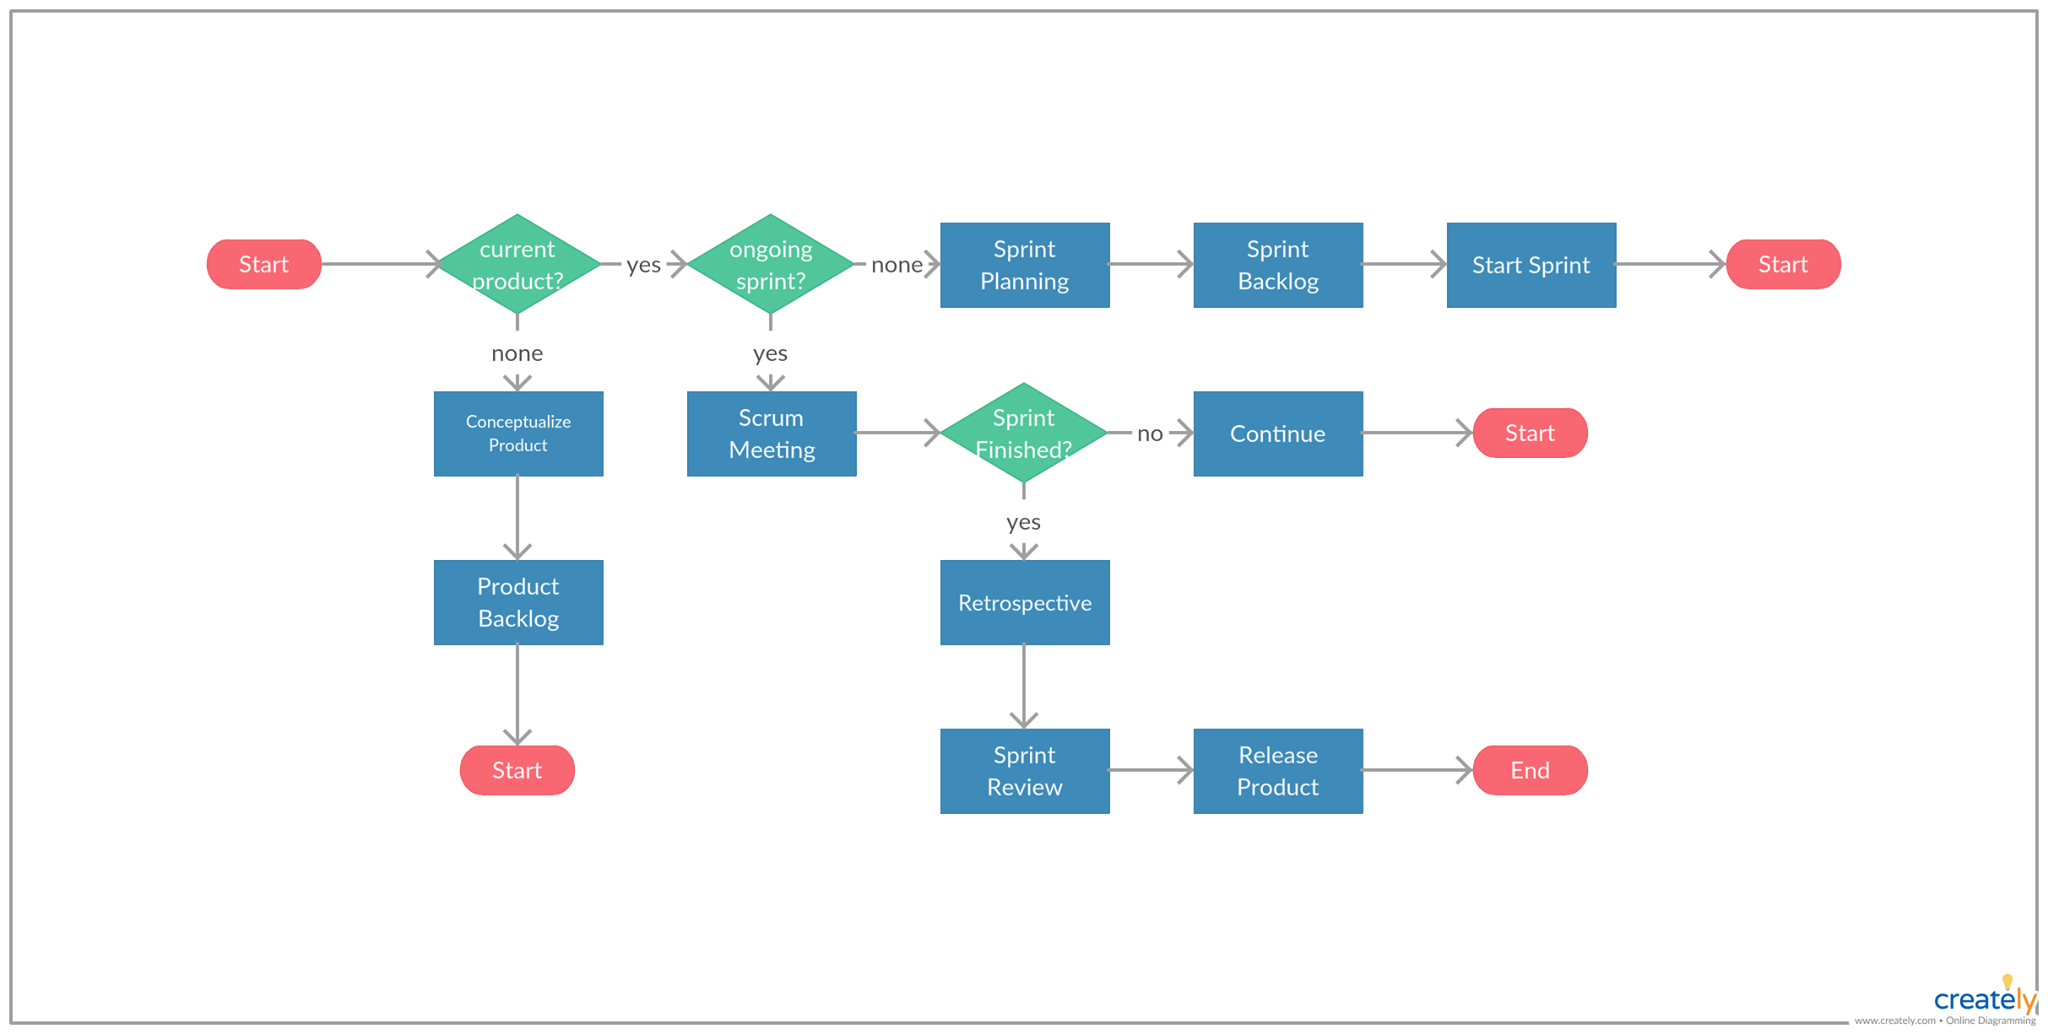 Start
current
product?
yes
ongoing
sprint?
none
Sprint
Planning
Sprint
Backlog
Start Sprint
Start
none
yes
Conceptualize
Product
Scrum
Meeting
Sprint
Finished?
no
Continue
Start
yes
Product
Backlog
Retrospective
Start
Sprint
Review
Release
Product
End
creately
www.creately.com • Online Diagramming